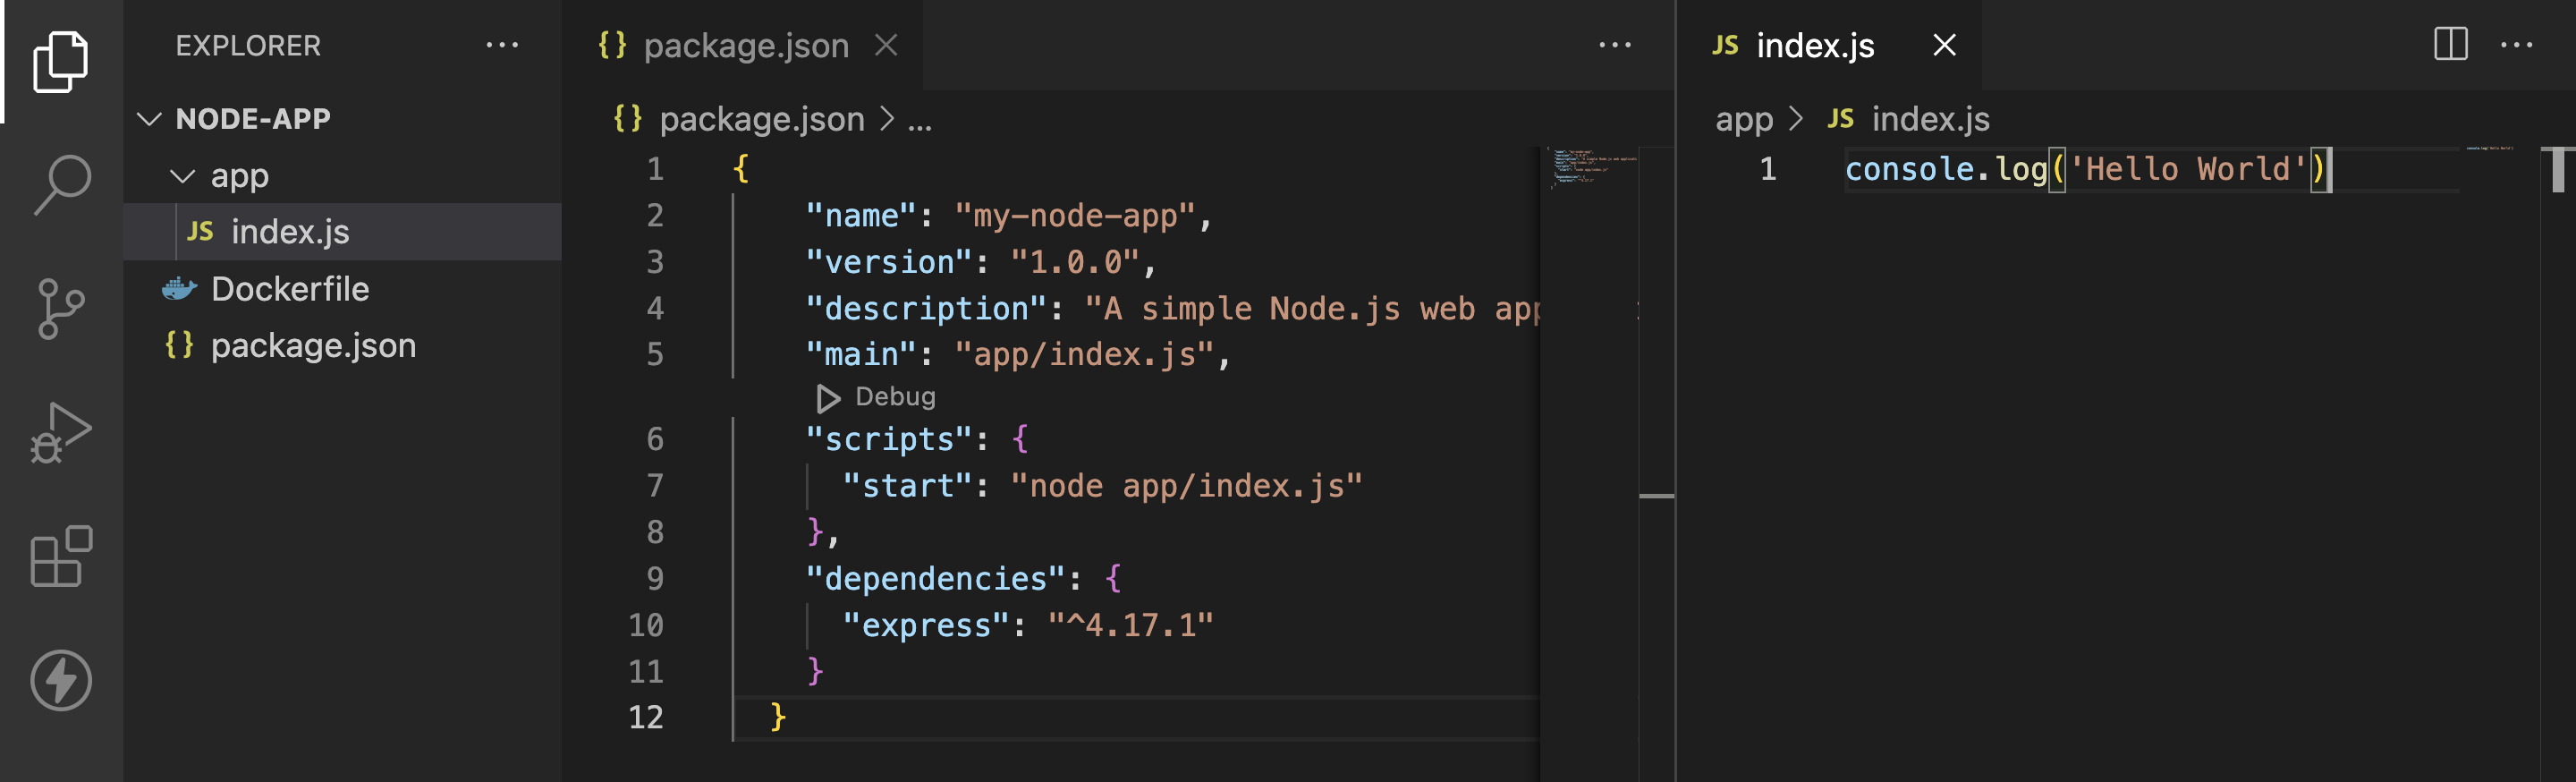 EXPLORER
NODE-APP
app
JS index.js
Dockerfile
{} package.json
{} package.json
{} package.json > ...
1 {
2 "name": "my-node-app",
3 "version": "1.0.0",
4 "description": "A simple Node.js web app
5 "main": "app/index.js",
Debug
6 "scripts": {
7 "start": "node app/index.js"
8 },
9 "dependencies": {
10 "express": "^4.17.1"
11 }
12 }
JS index.js
app > JS index.js
1 console.log('Hello World')